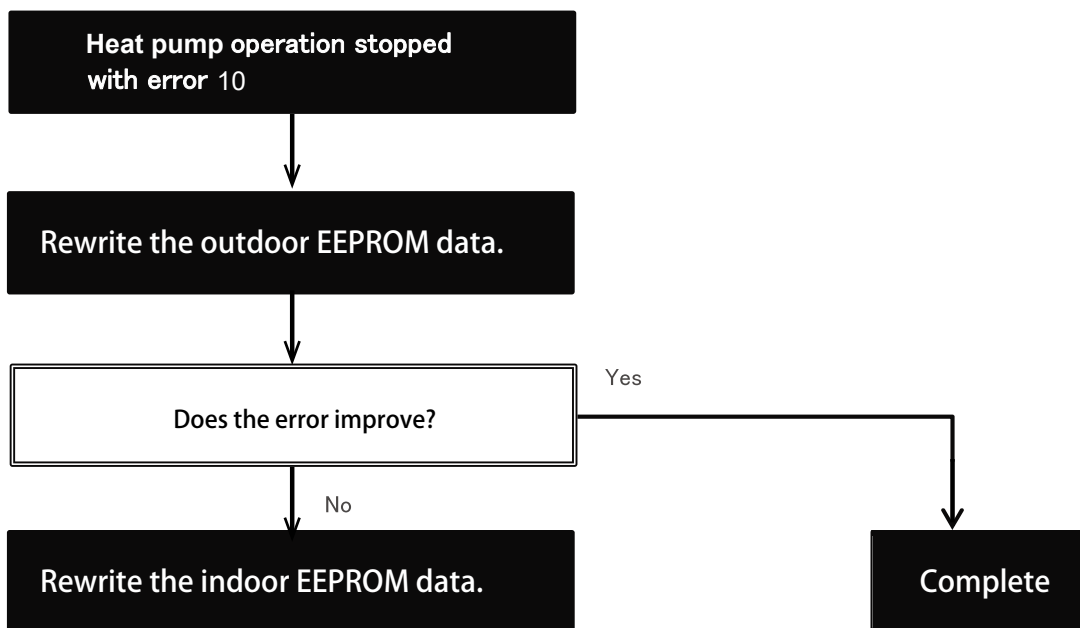 Heat pump operation stopped
with error 10
Rewrite the outdoor EEPROM data.
Yes
Does the error improve?
No
Rewrite the indoor EEPROM data.
Complete